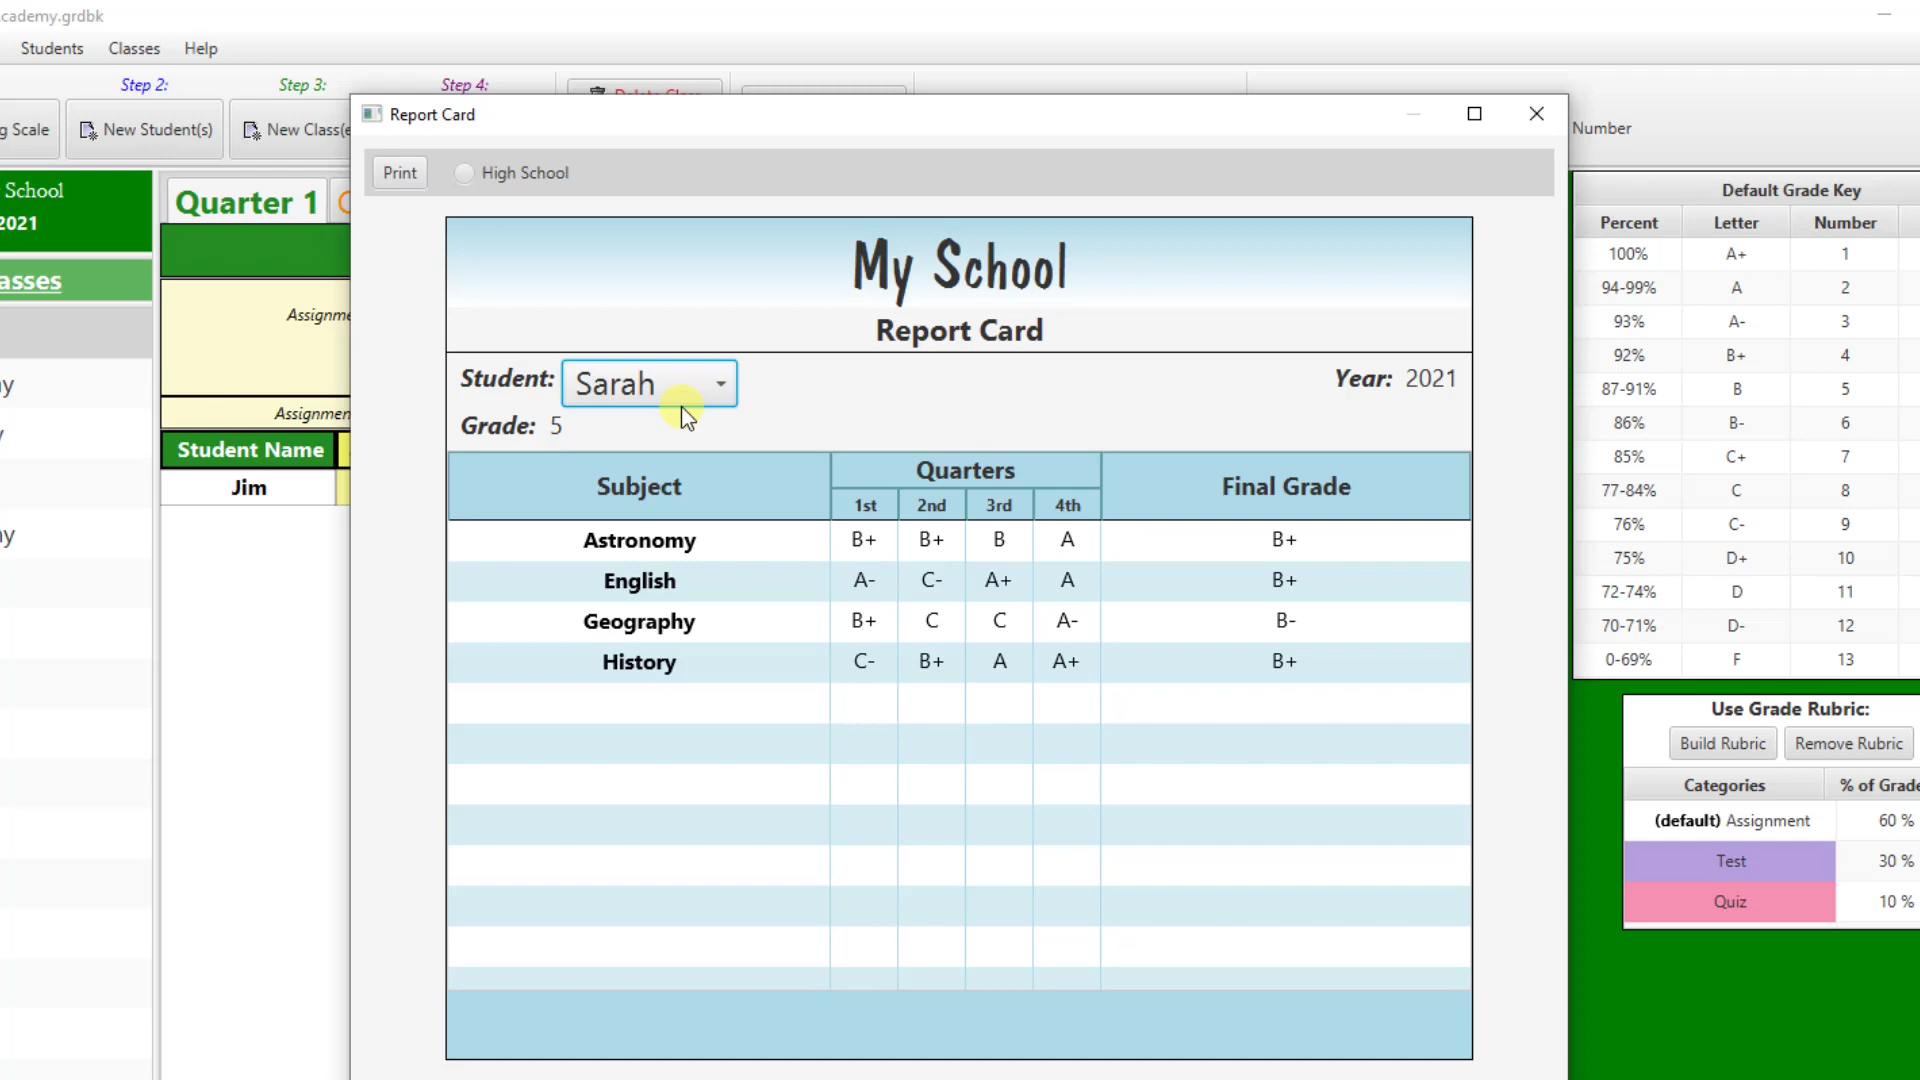 cademy.grdbk
Students Classes Help
Step 2: Step 3: Step 4:
g Scale New Student(s) New Class(e Delete Class Number
Report Card
Print High School
School
2021
asses
Quarter 1
Assignme
Assignmen
Student Name
Jim
My School
Report Card
Student: Sarah Year: 2021
Grade: 5
Subject Quarters Final Grade
1st 2nd 3rd 4th
Astronomy B+ B+ B A B+
English A- C- A+ A B+
Geography B+ C C A- B-
History C- B+ A A+ B+
Default Grade Key
Percent Letter Number
100% A+ 1
94-99% A 2
93% A- 3
92% B+ 4
87-91% B 5
86% B- 6
85% C+ 7
77-84% C 8
76% C- 9
75% D+ 10
72-74% D 11
70-71% D- 12
0-69% F 13
Use Grade Rubric:
Build Rubric Remove Rubric
Categories % of Grade
(default) Assignment 60 %
Test 30 %
Quiz 10 %